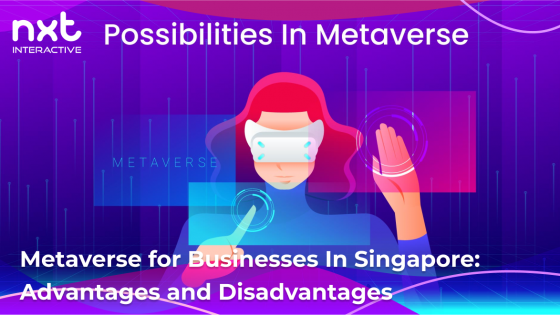 nxt
INTERACTIVE
Possibilities In Metaverse
METAVERSE
Metaverse for Businesses In Singapore:
Advantages and Disadvantages